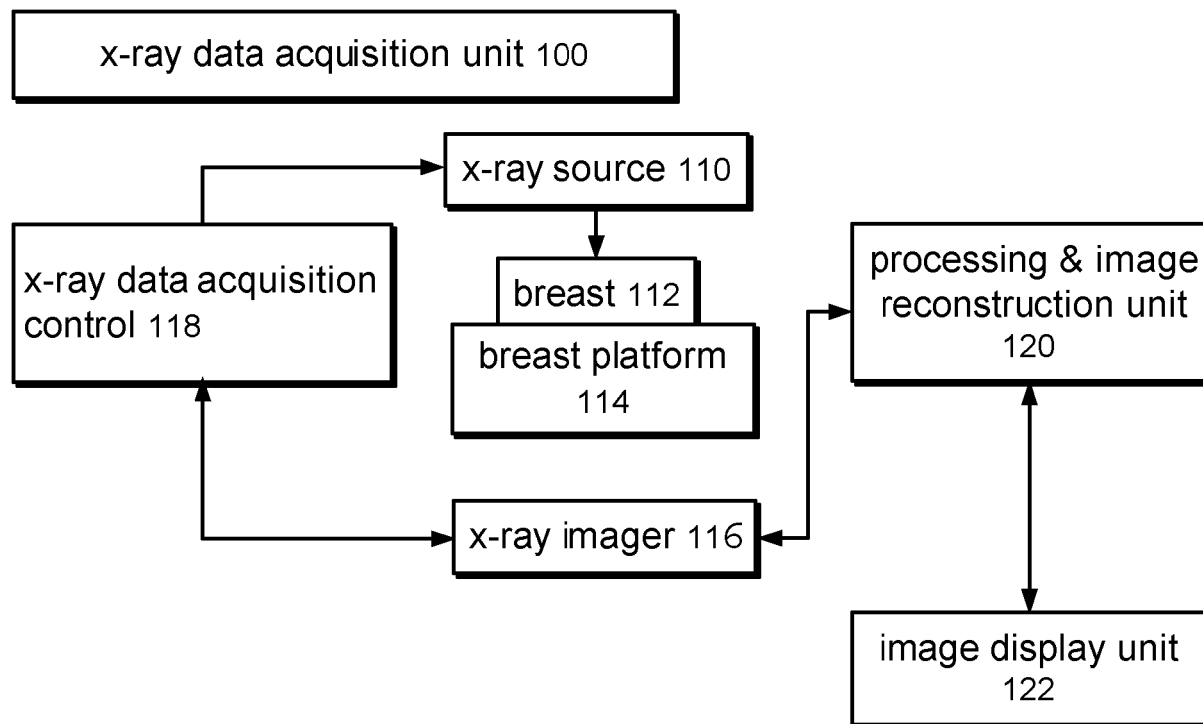 x-ray data acquisition unit 100
x-ray source 110
x-ray data acquisition
control 118
breast 112
breast platform
114
processing & image
reconstruction unit
120
x-ray imager 116
image display unit
122